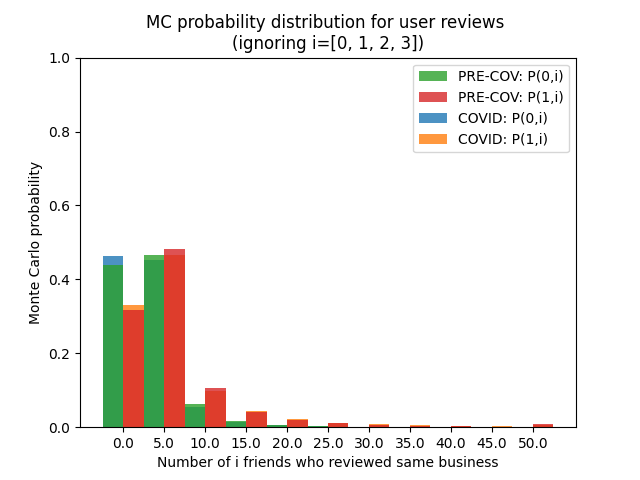 MC probability distribution for user reviews
(ignoring i=[0, 1, 2, 3])
PRE-COV: P(0,i)
PRE-COV: P(1,i)
COVID: P(0,i)
COVID: P(1,i)
Monte Carlo probability
1.0
0.8
0.6
0.4
0.2
0.0
0.0 5.0 10.0 15.0 20.0 25.0 30.0 35.0 40.0 45.0 50.0
Number of i friends who reviewed same business